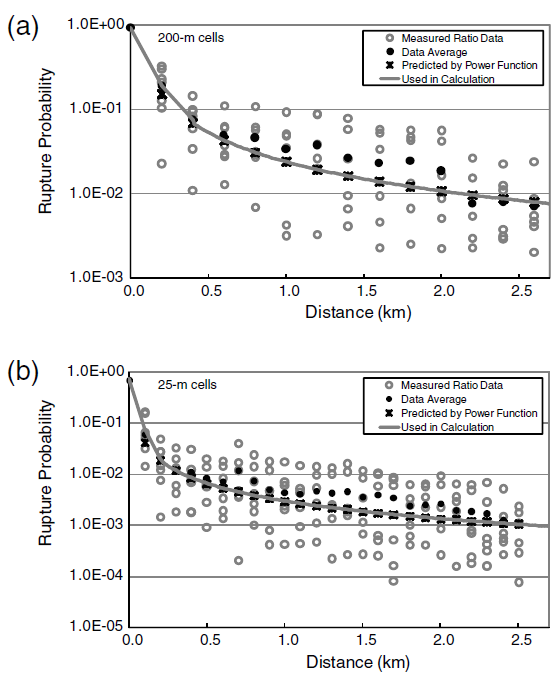 (a)
200-m cells
Measured Ratio Data
Data Average
Predicted by Power Function
Used in Calculation
1.0E+00
1.0E-01
1.0E-02
1.0E-03
Rupture Probability
0.0 0.5 1.0 1.5 2.0 2.5
Distance (km)
(b)
25-m cells
Measured Ratio Data
Data Average
Predicted by Power Function
Used in Calculation
1.0E+00
1.0E-01
1.0E-02
1.0E-03
1.0E-04
1.0E-05
Rupture Probability
0.0 0.5 1.0 1.5 2.0 2.5
Distance (km)